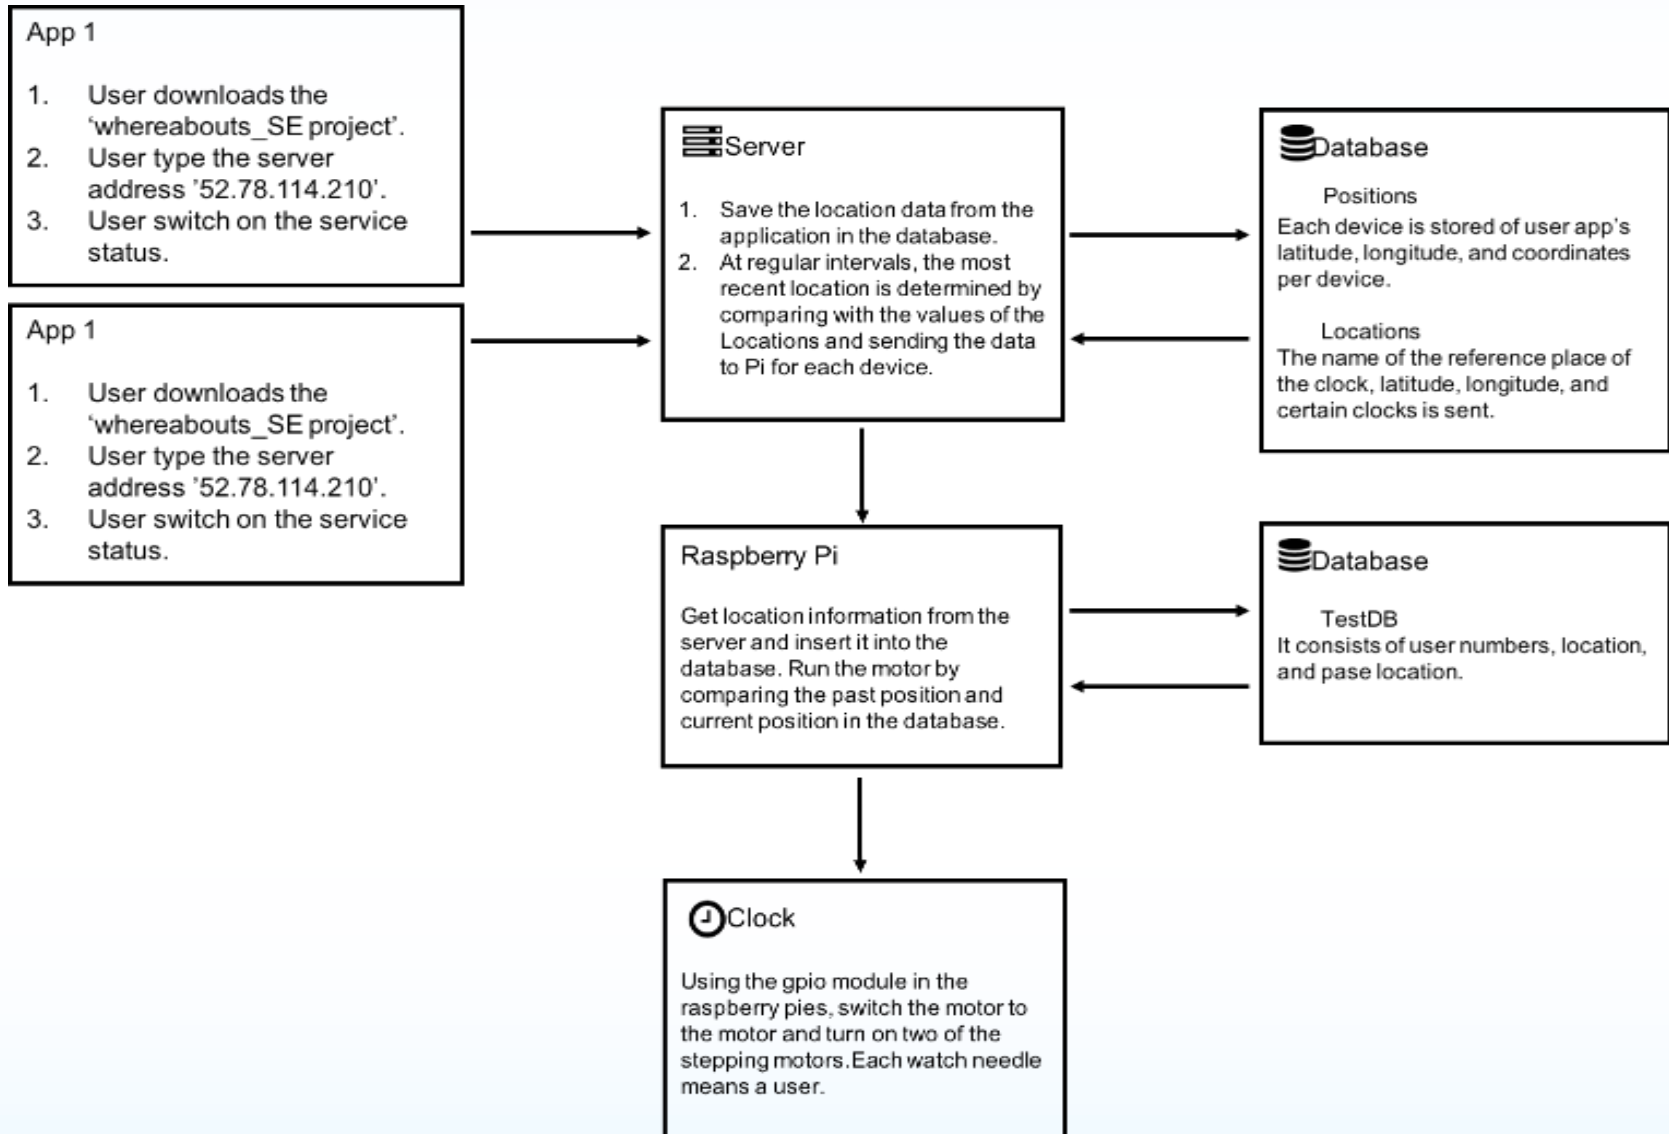 App 1
1. User downloads the
‘whereabouts_SE project’.
2. User type the server
address ’52.78.114.210’.
3. User switch on the service
status.
App 1
1. User downloads the
‘whereabouts_SE project’.
2. User type the server
address ’52.78.114.210’.
3. User switch on the service
status.
Server
1. Save the location data from the
application in the database.
2. At regular intervals, the most
recent location is determined by
comparing with the values of the
Locations and sending the data
to Pi for each device.
Database
Positions
Each device is stored of user app’s
latitude, longitude, and coordinates
per device.
Locations
The name of the reference place of
the clock, latitude, longitude, and
certain clocks is sent.
Raspberry Pi
Get location information from the
server and insert it into the
database. Run the motor by
comparing the past position and
current position in the database.
Database
TestDB
It consists of user numbers, location,
and pase location.
Clock
Using the gpio module in the
raspberry pies, switch the motor to
the motor and turn on two of the
stepping motors.Each watch needle
means a user.